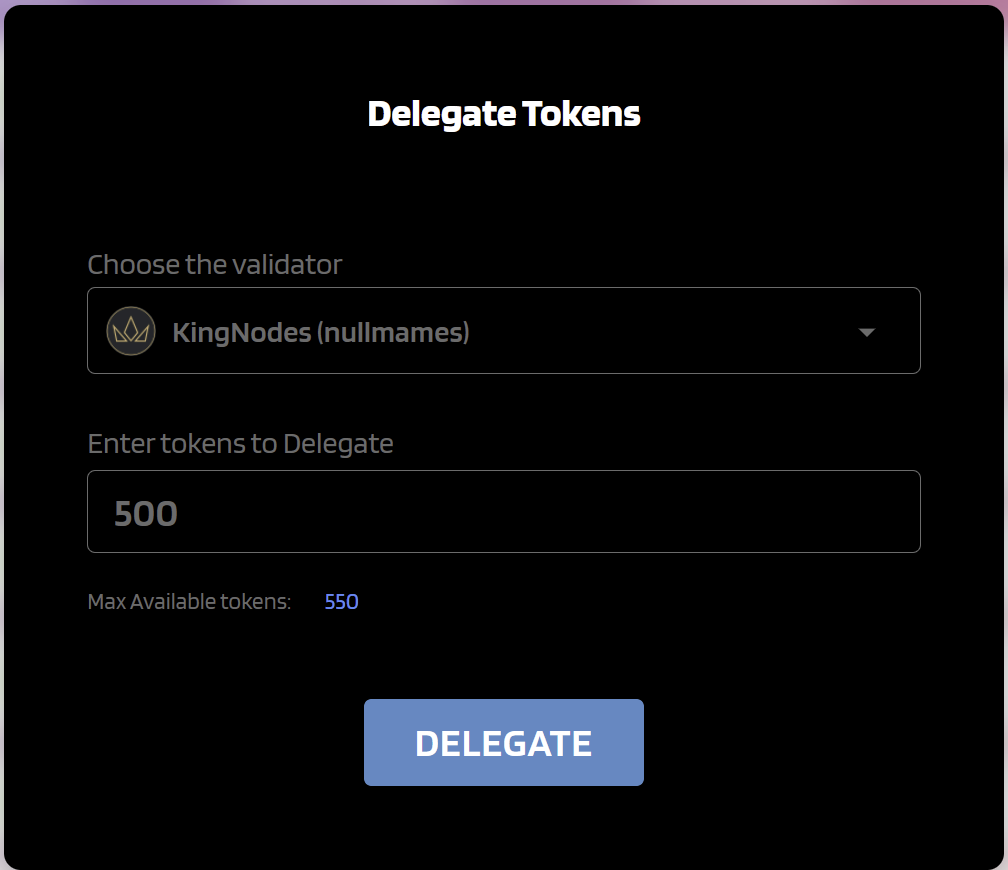 Delegate Tokens
Choose the validator
KingNodes (nullmames)
Enter tokens to Delegate
500
Max Available tokens: 550
DELEGATE